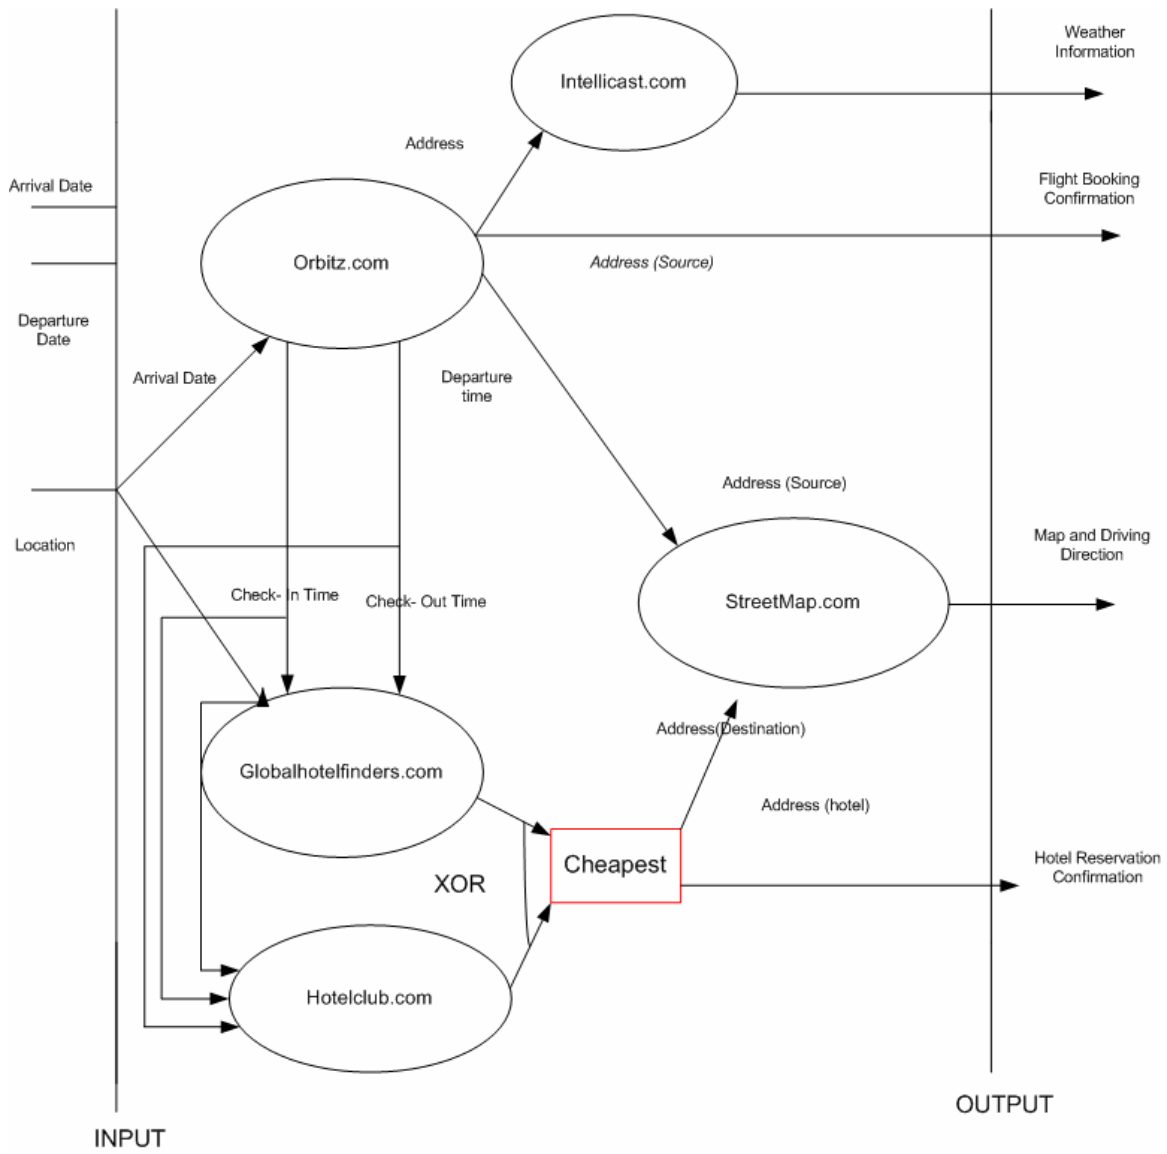 Weather
Information
Intellicast.com
Address
Arrival Date
Flight Booking
Confirmation
Orbitz.com
Address (Source)
Departure
Date
Arrival Date
Departure
time
Address (Source)
Location
Map and Driving
Direction
Check- In Time
Check- Out Time
StreetMap.com
Address(Destination)
Globalhotelfinders.com
Address (hotel)
Cheapest
Hotel Reservation
Confirmation
XOR
Hotelclub.com
OUTPUT
INPUT